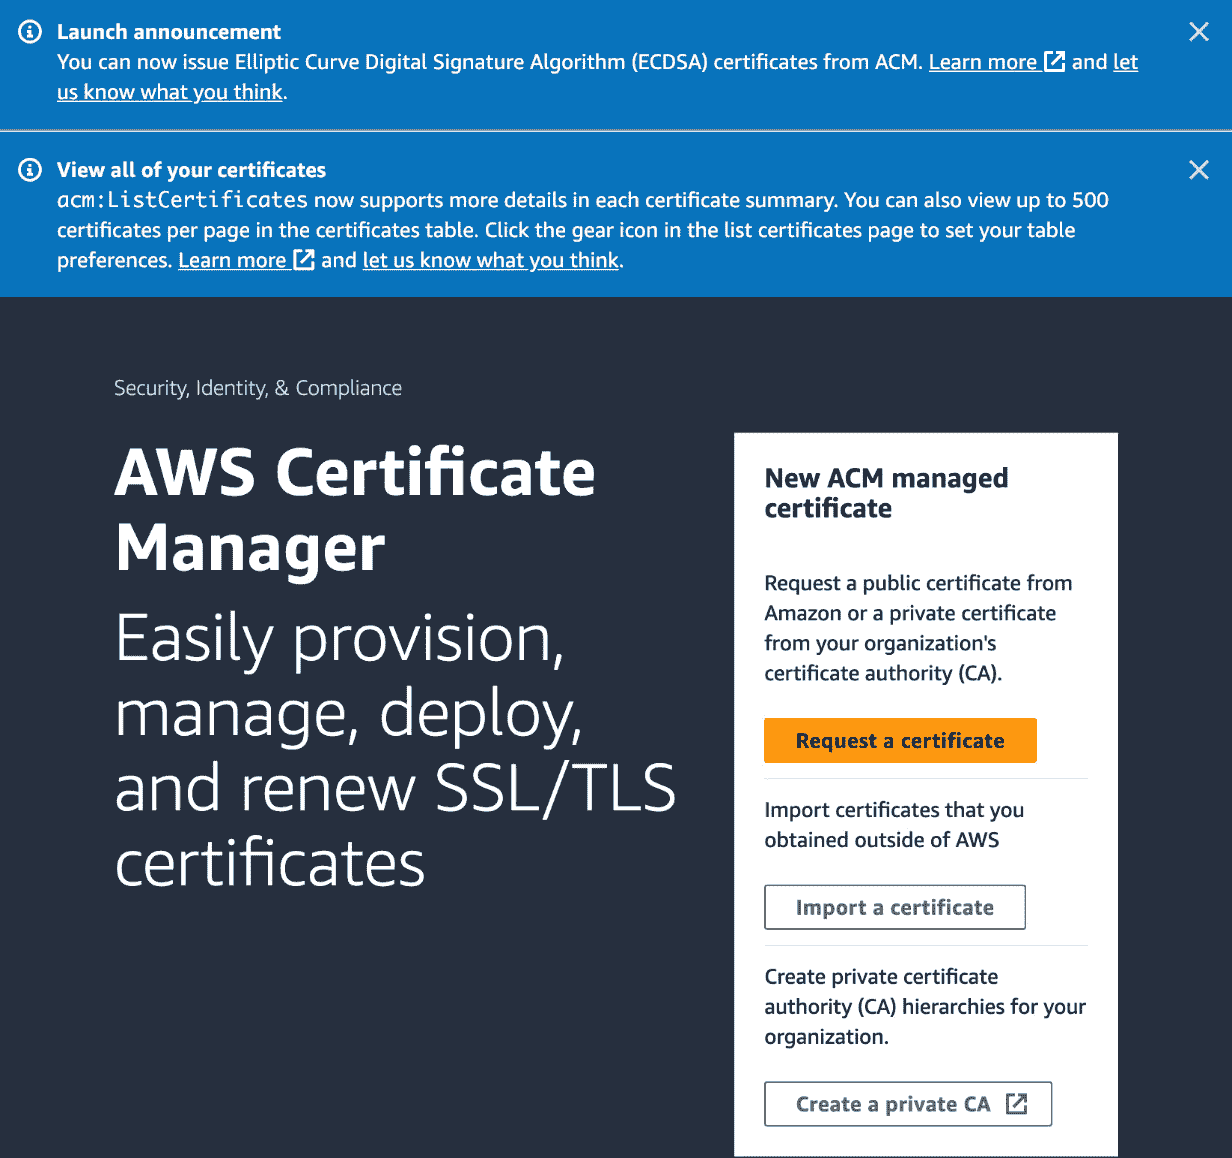 Launch announcement
You can now issue Elliptic Curve Digital Signature Algorithm (ECDSA) certificates from ACM. Learn more and let
us know what you think.
View all of your certificates
acm:ListCertificates now supports more details in each certificate summary. You can also view up to 500
certificates per page in the certificates table. Click the gear icon in the list certificates page to set your table
preferences. Learn more and let us know what you think.
Security, Identity, & Compliance
AWS Certificate
Manager
Easily provision,
manage, deploy,
and renew SSL/TLS
certificates
New ACM managed
certificate
Request a public certificate from
Amazon or a private certificate
from your organization's
certificate authority (CA).
Request a certificate
Import certificates that you
obtained outside of AWS
Import a certificate
Create private certificate
authority (CA) hierarchies for your
organization.
Create a private CA